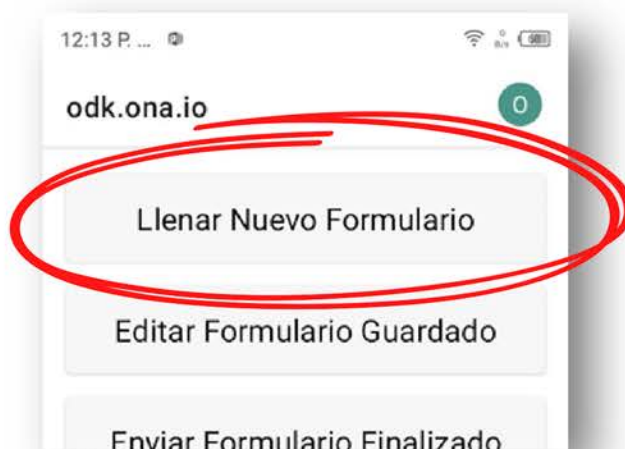 12:13 P. ...
odk.ona.io
O
Llenar Nuevo Formulario
Editar Formulario Guardado
Enviar Formulario Finalizado